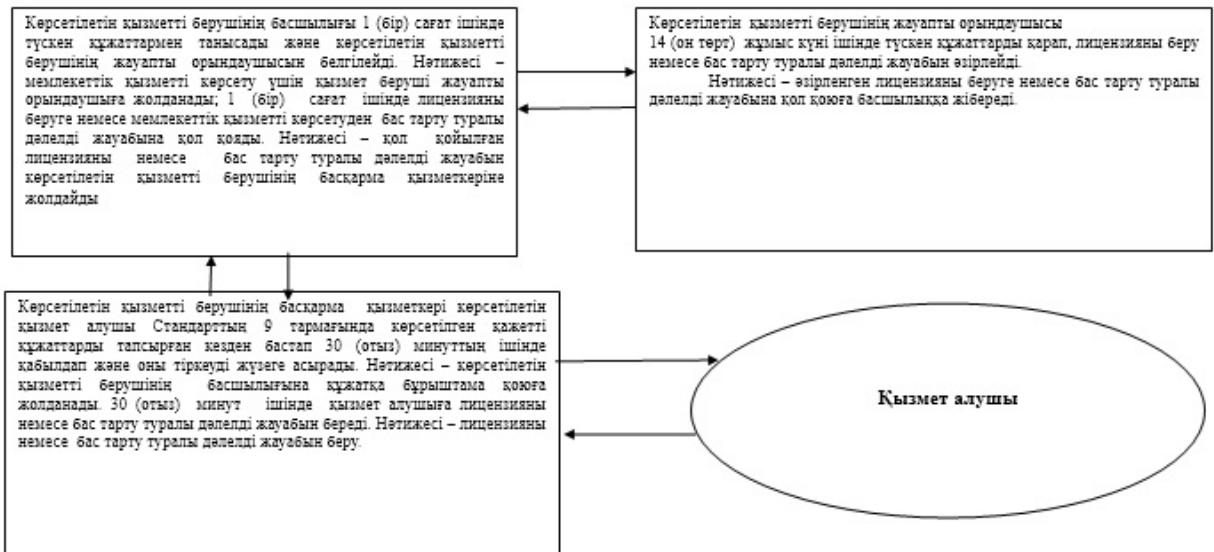 Көрсетілетін қызметті берушінің басшылығы 1 (бір) сағат ішінде
түскен құжаттармен танысады және көрсетілетін қызметті
берушінің жауапты орындаушысын белгілейді. Нәтижесі –
мемлекеттік қызметті көрсету үшін қызмет беруші жауапты
орындаушыға жолданады; 1 (бір) сағат ішінде лицензияны
беруге немесе мемлекеттік қызметті көрсетуден бас тарту туралы
дәлелді жауабына қол қояды. Нәтижесі – қол қойылған
лицензияны немесе бас тарту туралы дәлелді жауабын
көрсетілетін қызметті берушінің басқарма қызметкеріне
жолдайды
Көрсетілетін қызметті берушінің жауапты орындаушысы
14 (он төрт) жұмыс күні ішінде түскен құжаттарды қарап, лицензияны беру
немесе бас тарту туралы дәлелді жауабын әзірлейді.
Нәтижесі – әзірленген лицензияны беруге немесе бас тарту туралы
дәлелді жауабына қол қоюға басшылыққа жібереді.
Көрсетілетін қызметті берушінің басқарма қызметкері көрсетілетін
қызмет алушы Стандарттың 9 тармағында көрсетілген қажетті
құжаттарды тапсырған кезден бастап 30 (отыз) минуттың ішінде
қабылдап және оны тіркеуді жүзеге асырады. Нәтижесі – көрсетілетін
қызметті берушінің басшылығына құжатқа бұрыштама қоюға
жолданады. 30 (отыз) минут ішінде қызмет алушыға лицензияны
немесе бас тарту туралы дәлелді жауабын береді. Нәтижесі – лицензияны
немесе бас тарту туралы дәлелді жауабын беру.
Қызмет алушы